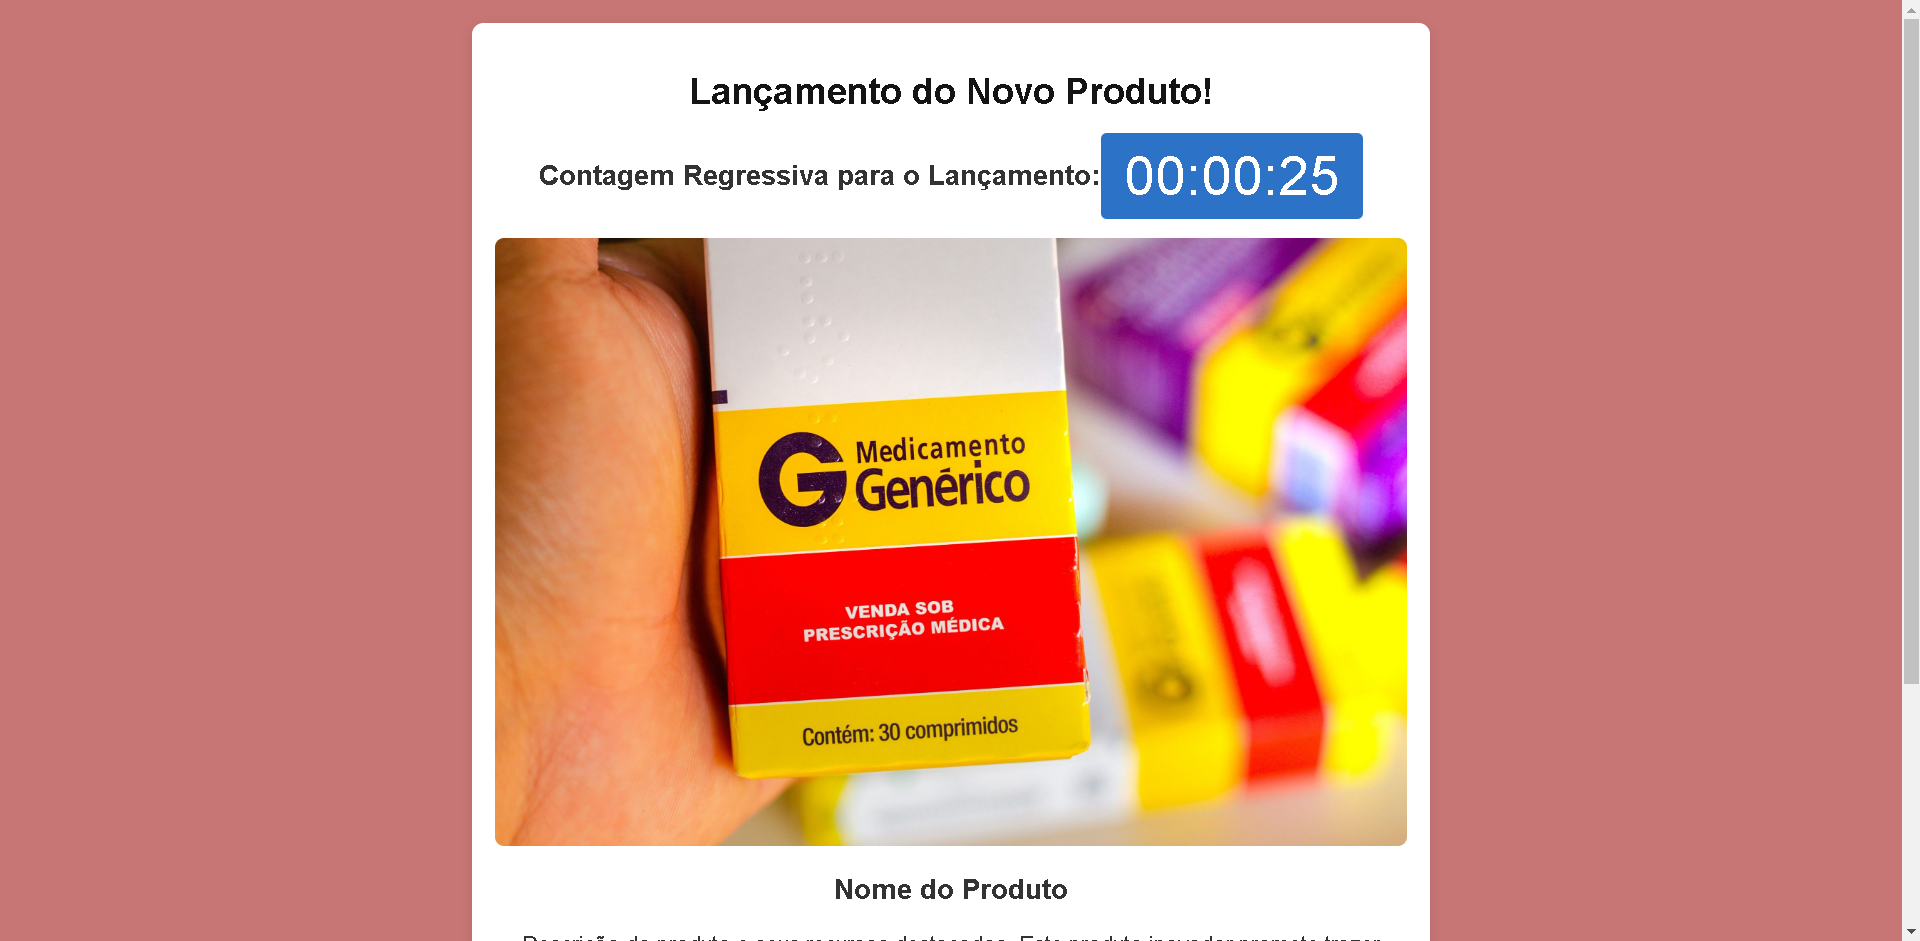 Lançamento do Novo Produto!
Contagem Regressiva para o Lançamento:
00:00:25
Medicamento
Genérico
VENDA SOB
PRESCRIÇÃO MÉDICA
Contém: 30 comprimidos
Nome do Produto